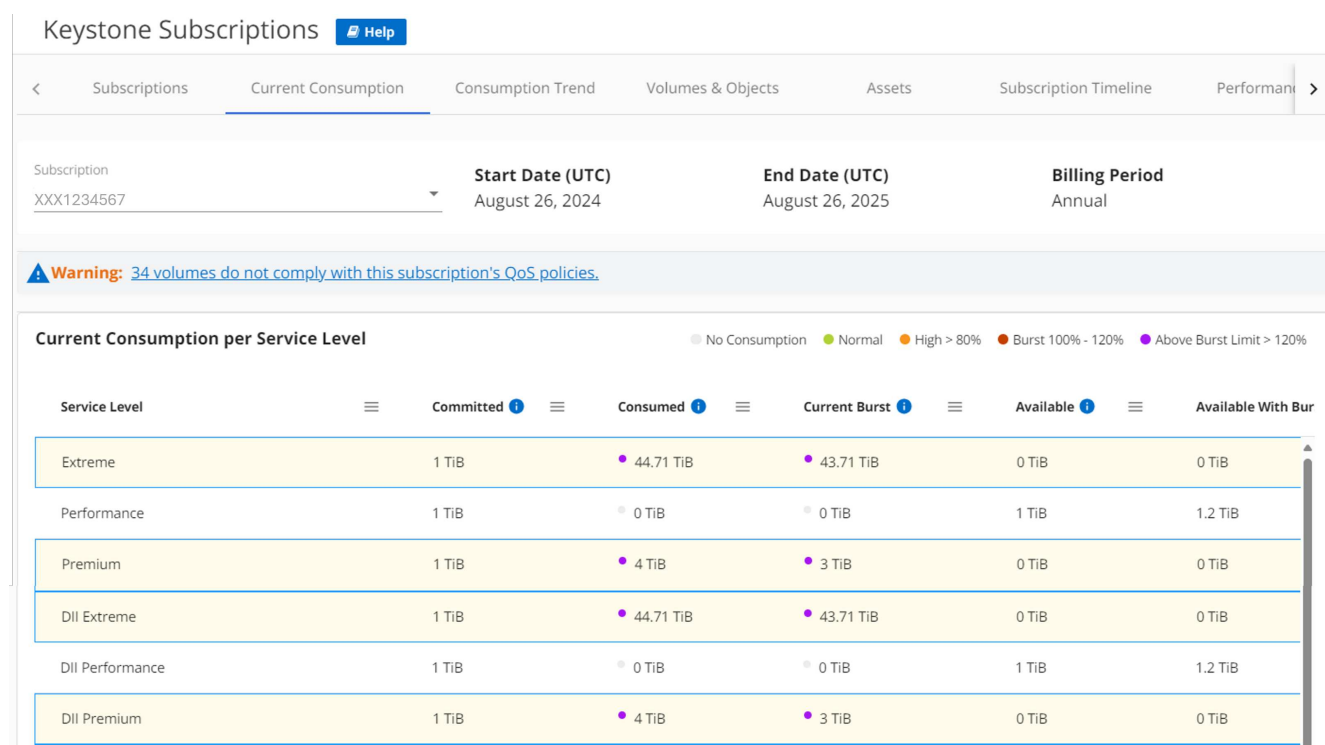 Keystone Subscriptions Help
Subscriptions Current Consumption Consumption Trend Volumes & Objects Assets Subscription Timeline Performanc
Subscription
XXX1234567
Start Date (UTC) End Date (UTC) Billing Period
August 26, 2024 August 26, 2025 Annual
Warning: 34 volumes do not comply with this subscription's QoS policies.
Current Consumption per Service Level No Consumption Normal High > 80% Burst 100% - 120% Above Burst Limit > 120%
Service Level Committed Consumed Current Burst Available Available With Bur
Extreme 1 TiB 44.71 TiB 43.71 TiB 0 TiB 0 TiB
Performance 1 TiB 0 TiB 0 TiB 1 TiB 1.2 TiB
Premium 1 TiB 4 TiB 3 TiB 0 TiB 0 TiB
DII Extreme 1 TiB 44.71 TiB 43.71 TiB 0 TiB 0 TiB
DII Performance 1 TiB 0 TiB 0 TiB 1 TiB 1.2 TiB
DII Premium 1 TiB 4 TiB 3 TiB 0 TiB 0 TiB